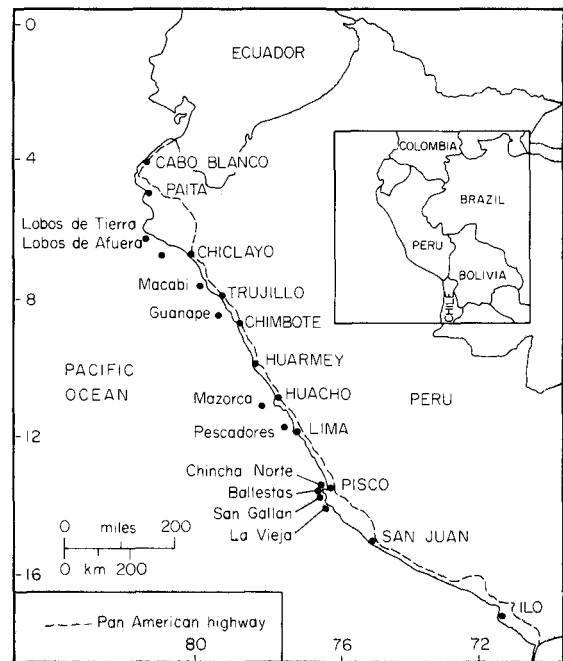 0
ECUADOR
4
CABO BLANCO
PAITA
Lobos de Tierra
Lobos de Afuera
CHICLAYO
COLOMBIA
BRAZIL
PERU
BOLIVIA
CHILE
8
Macabi
TRUJILLO
Guanape
CHIMBOTE
PACIFIC
OCEAN
HUARMEY
Mazorca
HUACHO
PERU
12
Pescadores
LIMA
Chincha Norte
PISCO
Ballestas
San Gallan
La Vieja
SAN JUAN
0 miles 200
0 km 200
16
ILO
Pan American highway
80
76
72